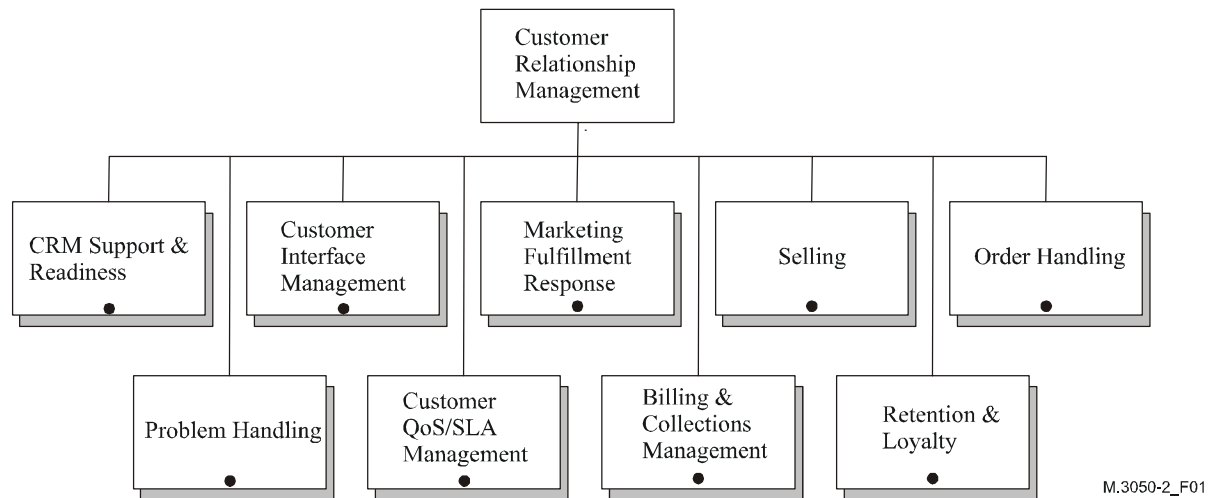 Customer
Relationship
Management
CRM Support &
Readiness
Customer
Interface
Management
Marketing
Fulfillment
Response
Selling
Order Handling
Problem Handling
Customer
QoS/SLA
Management
Billing &
Collections
Management
Retention &
Loyalty
M.3050-2_F01